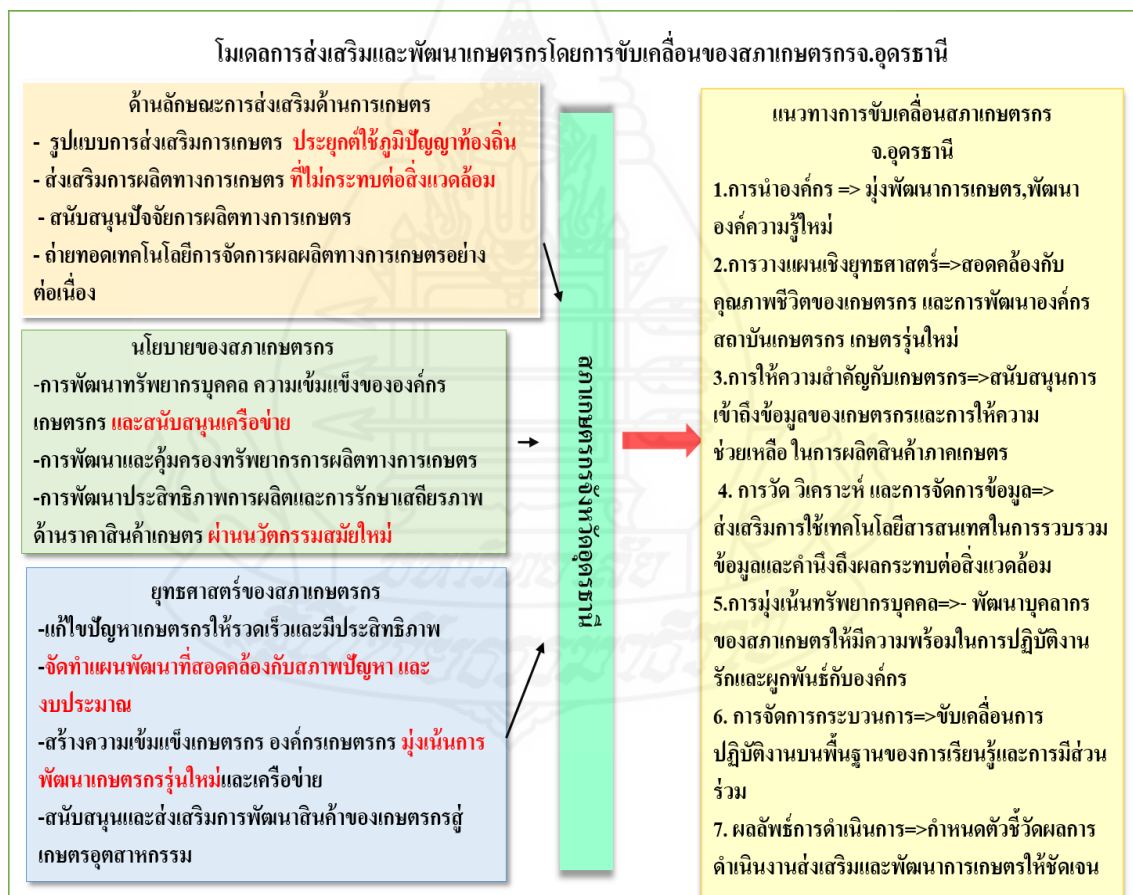 โมเดลการส่งเสริมและพัฒนาเกษตรกรโดยการขับเคลื่อนของสภาเกษตรกรจ.อุดรธานี
ด้านลักษณะการส่งเสริมด้านการเกษตร
- รูปแบบการส่งเสริมการเกษตร ประยุกต์ใช้ภูมิปัญญาท้องถิ่น
- ส่งเสริมการผลิตทางการเกษตร ที่ไม่กระทบต่อสิ่งแวดล้อม
- สนับสนุนปัจจัยการผลิตทางการเกษตร
- ถ่ายทอดเทคโนโลยีการจัดการผลผลิตทางการเกษตรอย่าง
ต่อเนื่อง
นโยบายของสภาเกษตรกร
-การพัฒนาทรัพยากรบุคคล ความเข้มแข็งขององค์กร
เกษตรกร และสนับสนุนเครือข่าย
-การพัฒนาและคุ้มครองทรัพยากรการผลิตทางการเกษตร
-การพัฒนาประสิทธิภาพการผลิตและการรักษาเสถียรภาพ
ด้านราคาสินค้าเกษตร ผ่านนวัตกรรมสมัยใหม่
ยุทธศาสตร์ของสภาเกษตรกร
-แก้ไขปัญหาเกษตรกรให้รวดเร็วและมีประสิทธิภาพ
-จัดทำแผนพัฒนาที่สอดคล้องกับสภาพปัญหา และ
งบประมาณ
-สร้างความเข้มแข็งเกษตรกร องค์กรเกษตรกร มุ่งเน้นการ
พัฒนาเกษตรกรรุ่นใหม่และเครือข่าย
-สนับสนุนและส่งเสริมการพัฒนาสินค้าของเกษตรกรสู่
เกษตรอุตสาหกรรม
สภาเกษตรกรจังหวัดอุดรธานี
แนวทางการขับเคลื่อนสภาเกษตรกร
จ.อุดรธานี
1.การนำองค์กร => มุ่งพัฒนาการเกษตร,พัฒนา
องค์ความรู้ใหม่
2.การวางแผนเชิงยุทธศาสตร์=>สอดคล้องกับ
คุณภาพชีวิตของเกษตรกร และการพัฒนาองค์กร
สถาบันเกษตรกร เกษตรรุ่นใหม่
3.การให้ความสำคัญกับเกษตรกร=>สนับสนุนการ
เข้าถึงข้อมูลของเกษตรกรและการให้ความ
ช่วยเหลือ ในการผลิตสินค้าภาคเกษตร
4. การวัด วิเคราะห์ และการจัดการข้อมูล=>
ส่งเสริมการใช้เทคโนโลยีสารสนเทศในการรวบรวม
ข้อมูลและคำนึงถึงผลกระทบต่อสิ่งแวดล้อม
5.การมุ่งเน้นทรัพยากรบุคคล=>- พัฒนาบุคลากร
ของสภาเกษตรให้มีความพร้อมในการปฏิบัติงาน
รักและผูกพันธ์กับองค์กร
6. การจัดการกระบวนการ=>ขับเคลื่อนการ
ปฏิบัติงานบนพื้นฐานของการเรียนรู้และการมีส่วน
ร่วม
7. ผลลัพธ์การดำเนินการ=>กำหนดตัวชี้วัดผลการ
ดำเนินงานส่งเสริมและพัฒนาการเกษตรให้ชัดเจน